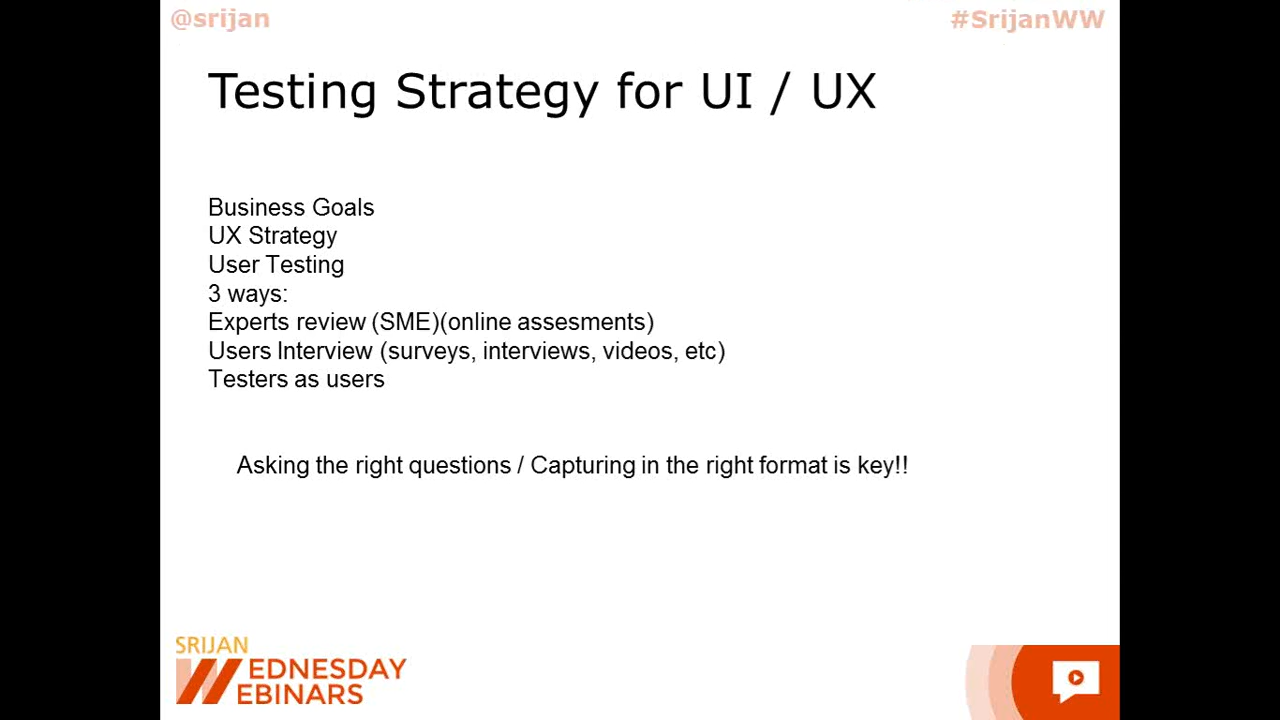 @srijan
#SrijanWW
Testing Strategy for UI / UX
Business Goals
UX Strategy
User Testing
3 ways:
Experts review (SME)(online assesments)
Users Interview (surveys, interviews, videos, etc)
Testers as users
Asking the right questions / Capturing in the right format is key!!
SRIJAN
WEDNESDAY
WEBINARS